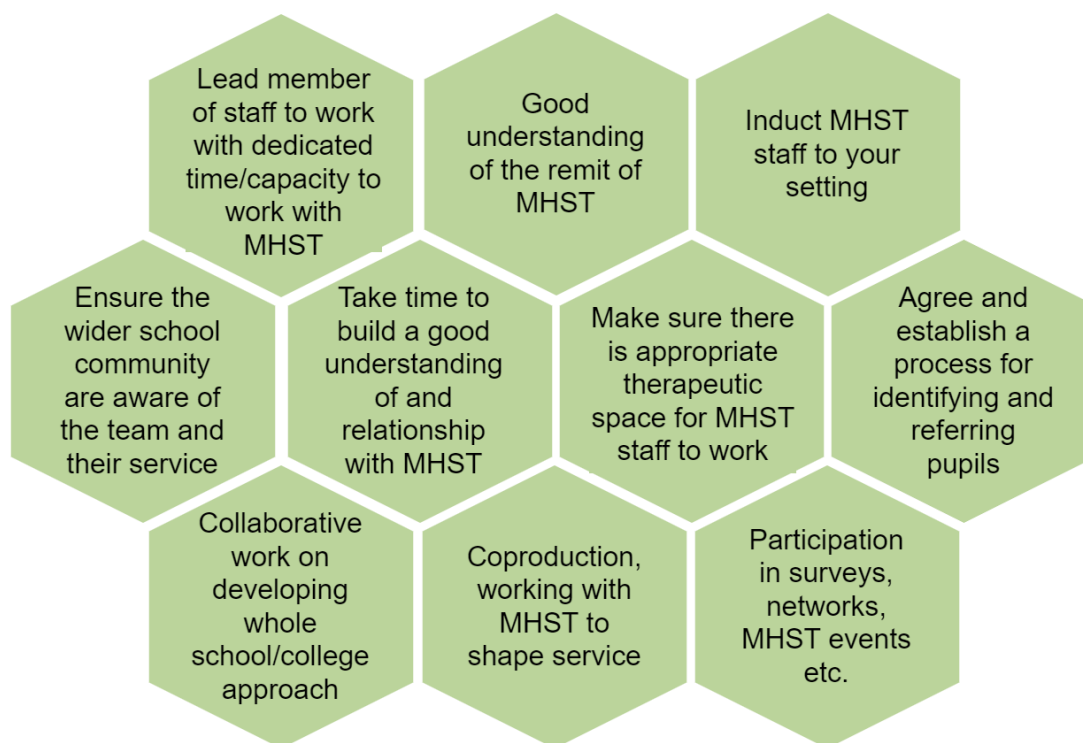 Lead member
of staff to work
with dedicated
time/capacity to
work with
MHST
Good
understanding
of the remit of
MHST
Induct MHST
staff to your
setting
Ensure the
wider school
community
are aware of
the team and
their service
Take time to
build a good
understanding
of and
relationship
with MHST
Make sure there
is appropriate
therapeutic
space for MHST
staff to work
Agree and
establish a
process for
identifying and
referring
pupils
Collaborative
work on
developing
whole
school/college
approach
Coproduction,
working with
MHST to
shape service
Participation
in surveys,
networks,
MHST events
etc.